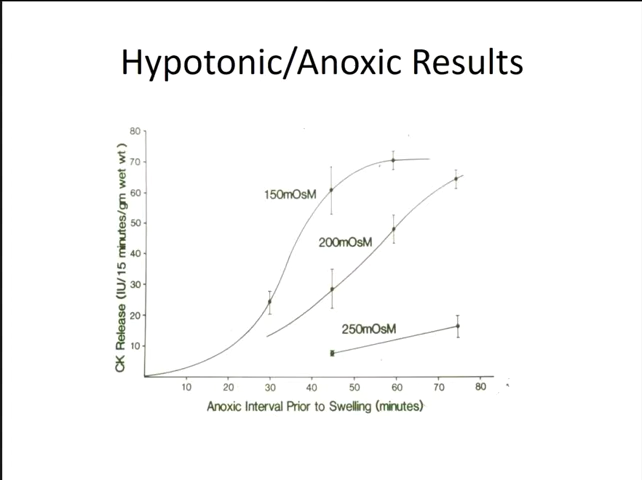 Hypotonic/Anoxic Results
CK Release (IU/15 minutes/gm wet wt)
80
70
60
50
40
30
20
10
150mOsM
200mOsM
250mOsM
10 20 30 40 50 60 70 80
Anoxic Interval Prior to Swelling (minutes)